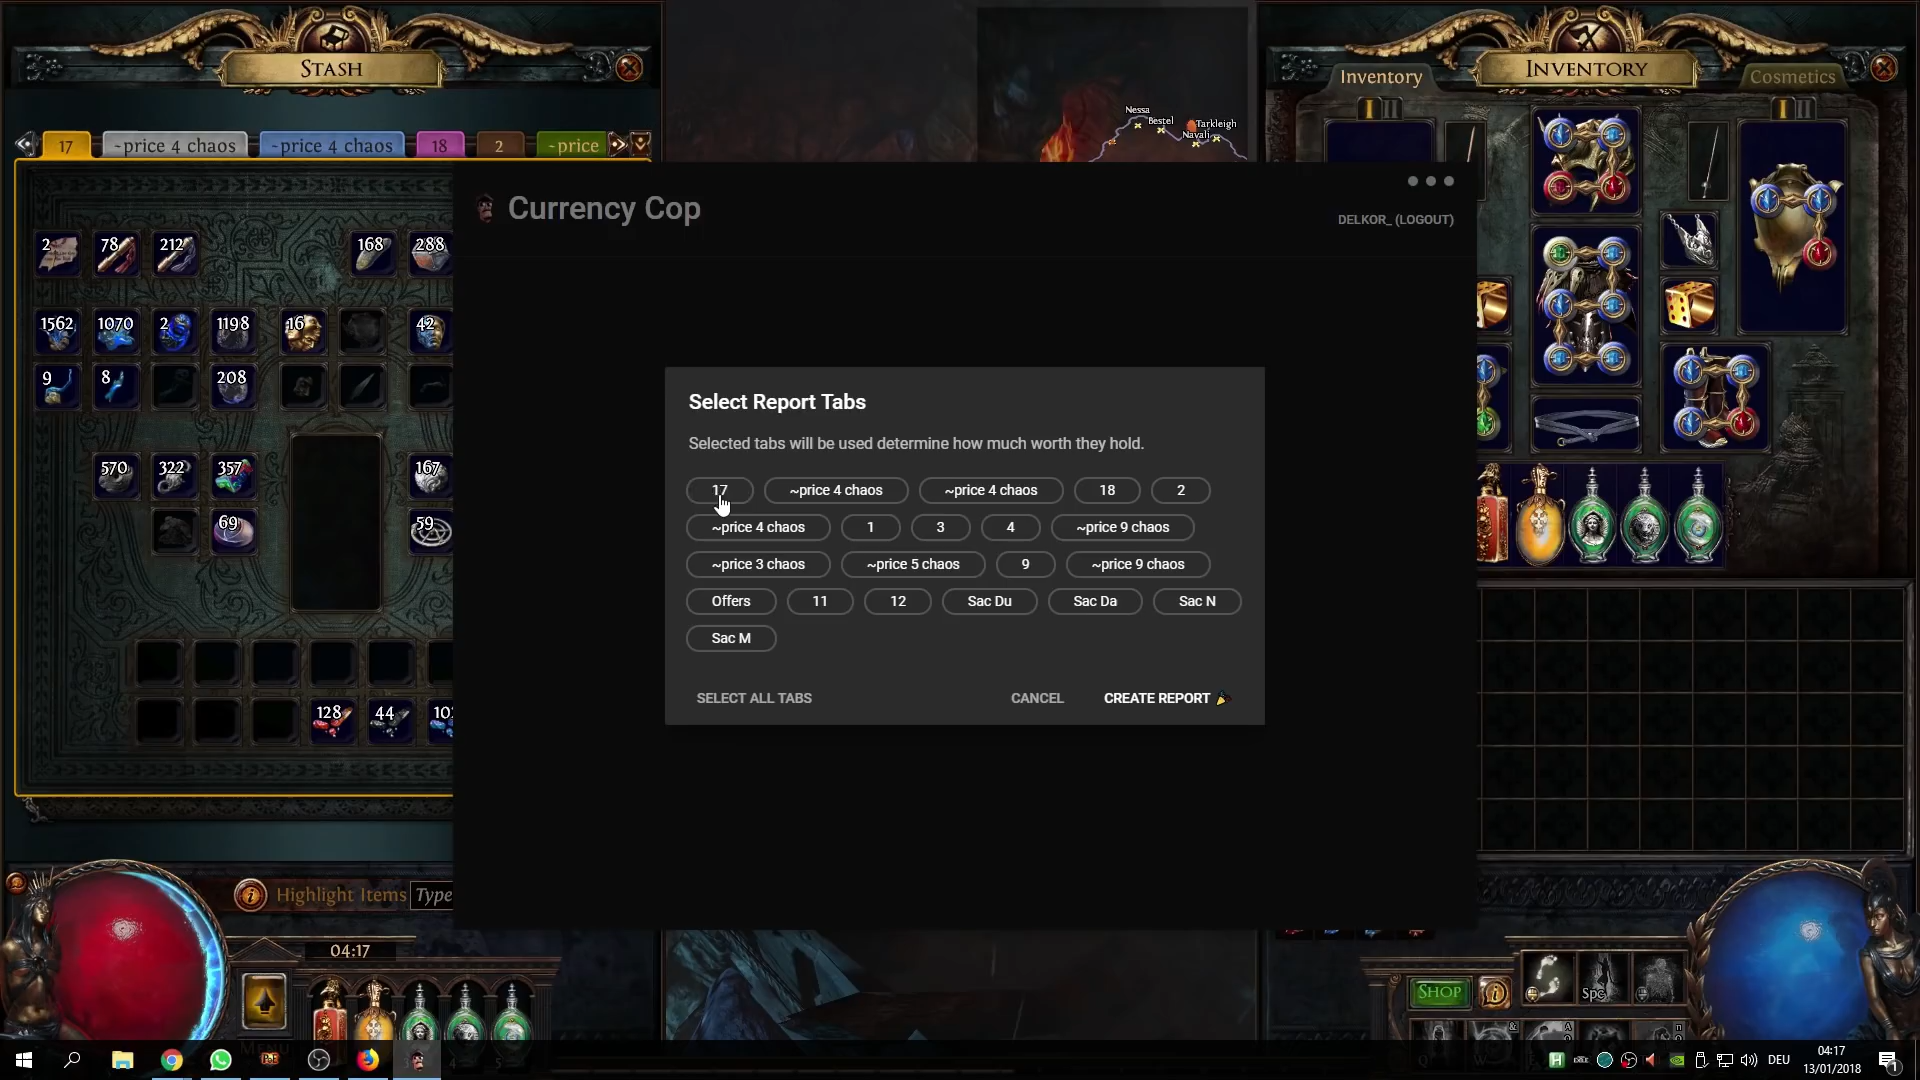 STASH
INVENTORY
Inventory
Cosmetics
17
~price 4 chaos
~price 4 chaos
18
2
~price
Nessa
Bestel
Tarkleigh
Navali
I II
I II
Currency Cop
DELKOR_ (LOGOUT)
2
78
212
168
288
1562
1070
2
1198
16
42
9
8
208
570
322
357
167
69
59
128
44
Select Report Tabs
Selected tabs will be used determine how much worth they hold.
17
~price 4 chaos
~price 4 chaos
18
2
~price 4 chaos
1
3
4
~price 9 chaos
~price 3 chaos
~price 5 chaos
9
~price 9 chaos
Offers
11
12
Sac Du
Sac Da
Sac N
Sac M
SELECT ALL TABS
CANCEL
CREATE REPORT
Highlight Items
Type
04:17
SHOP
Spc
Q
DEU
04:17
13/01/2018
1